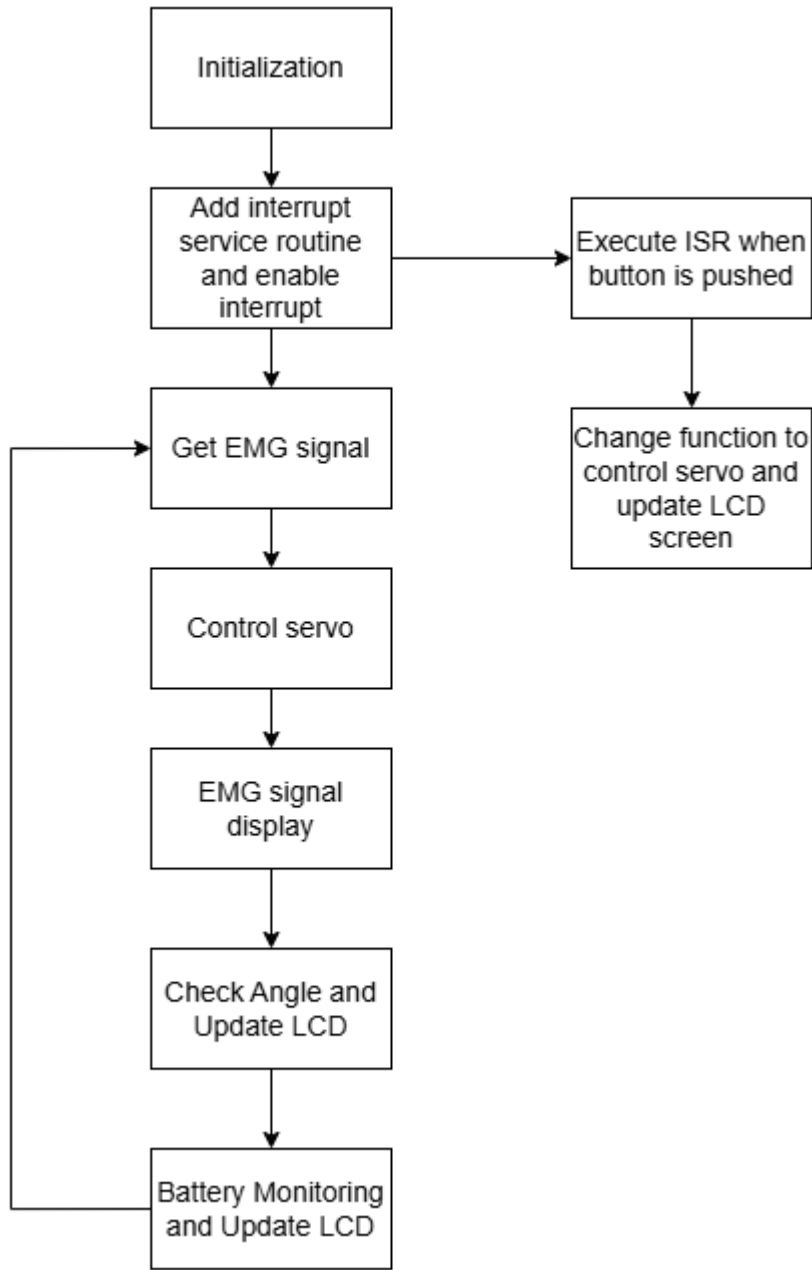 Initialization
Add interrupt
service routine
and enable
interrupt
Execute ISR when
button is pushed
Get EMG signal
Change function to
control servo and
update LCD
screen
Control servo
EMG signal
display
Check Angle and
Update LCD
Battery Monitoring
and Update LCD